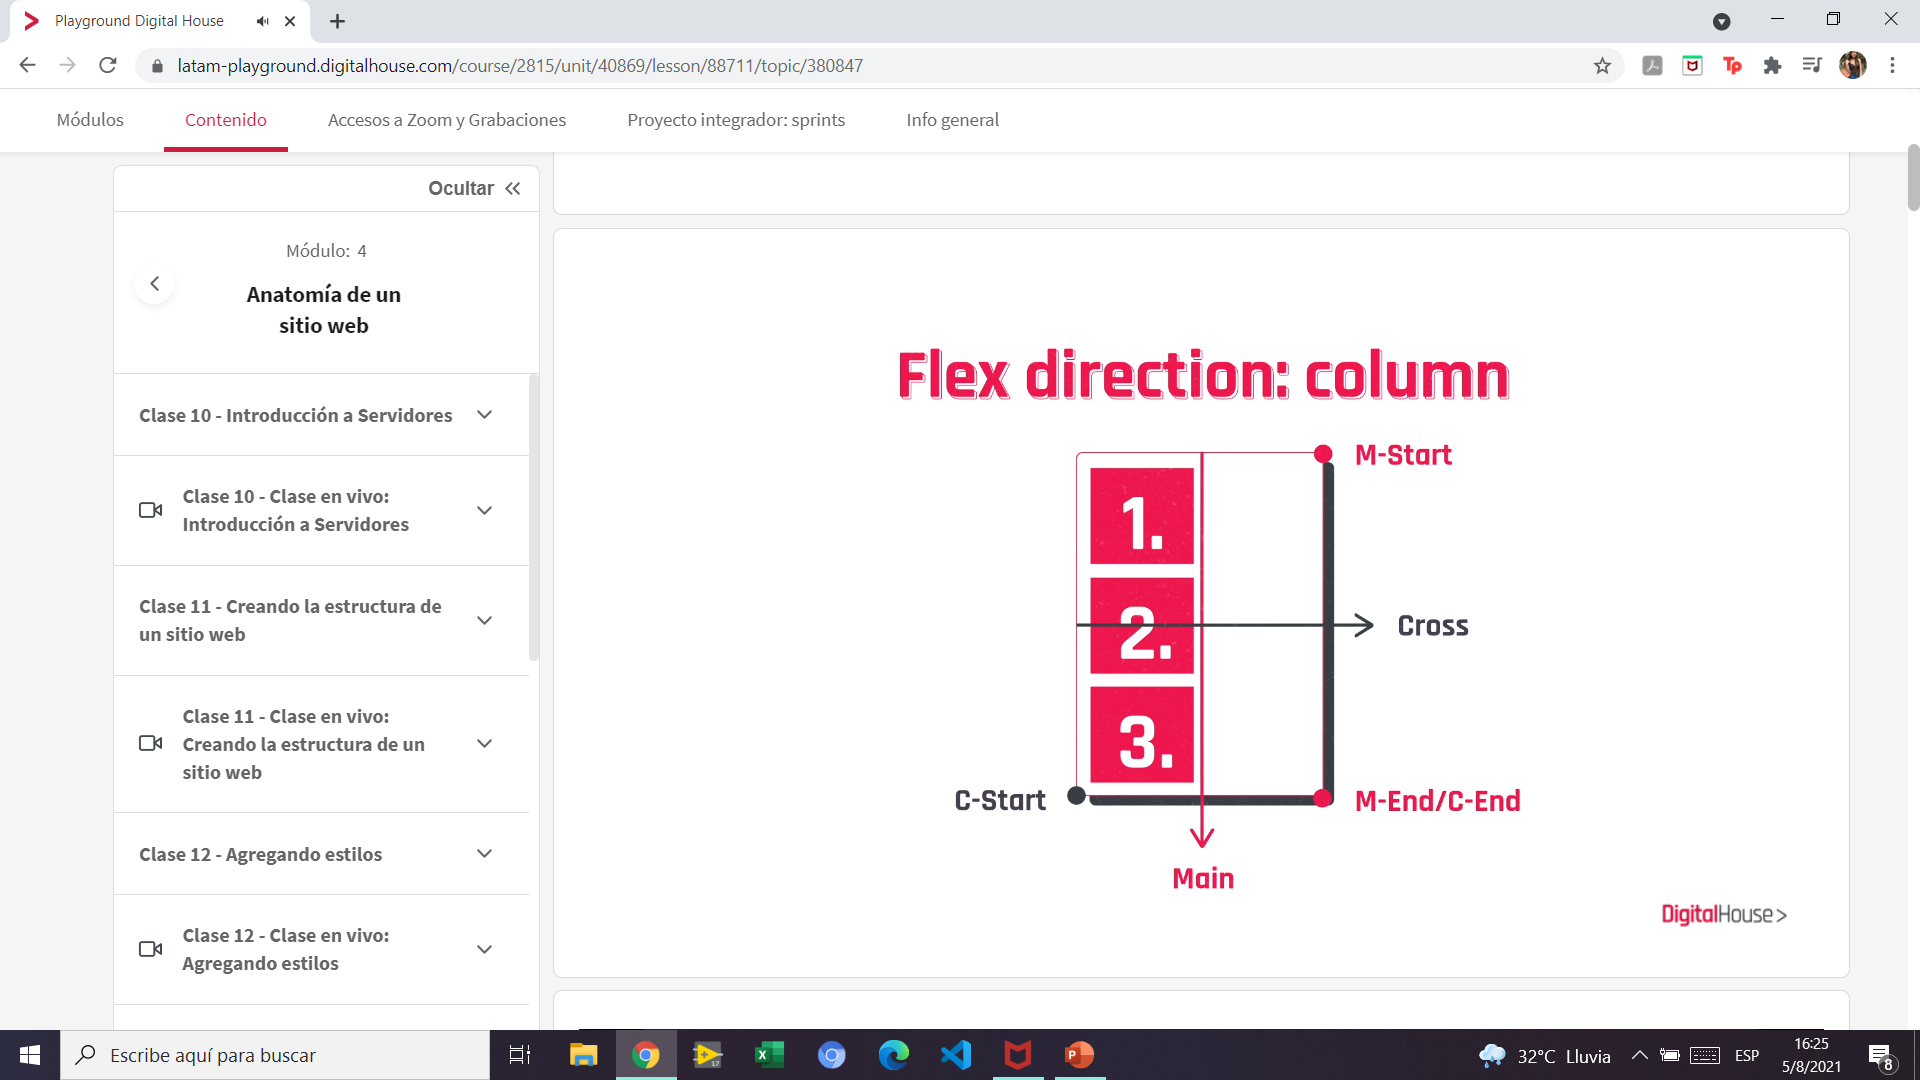 Playground Digital House
latam-playground.digitalhouse.com/course/2815/unit/40869/lesson/88711/topic/380847
Tp
Módulos
Contenido
Accesos a Zoom y Grabaciones
Proyecto integrador: sprints
Info general
Ocultar
Módulo: 4
Anatomía de un
sitio web
Clase 10 - Introducción a Servidores
Clase 10 - Clase en vivo:
Introducción a Servidores
Clase 11 - Creando la estructura de
un sitio web
Clase 11 - Clase en vivo:
Creando la estructura de un
sitio web
Clase 12 - Agregando estilos
Clase 12 - Clase en vivo:
Agregando estilos
Flex direction: column
M-Start
1.
2.
Cross
3.
C-Start
M-End/C-End
Main
DigitalHouse>
Escribe aquí para buscar
32°C Lluvia
ESP
16:25
5/8/2021
8